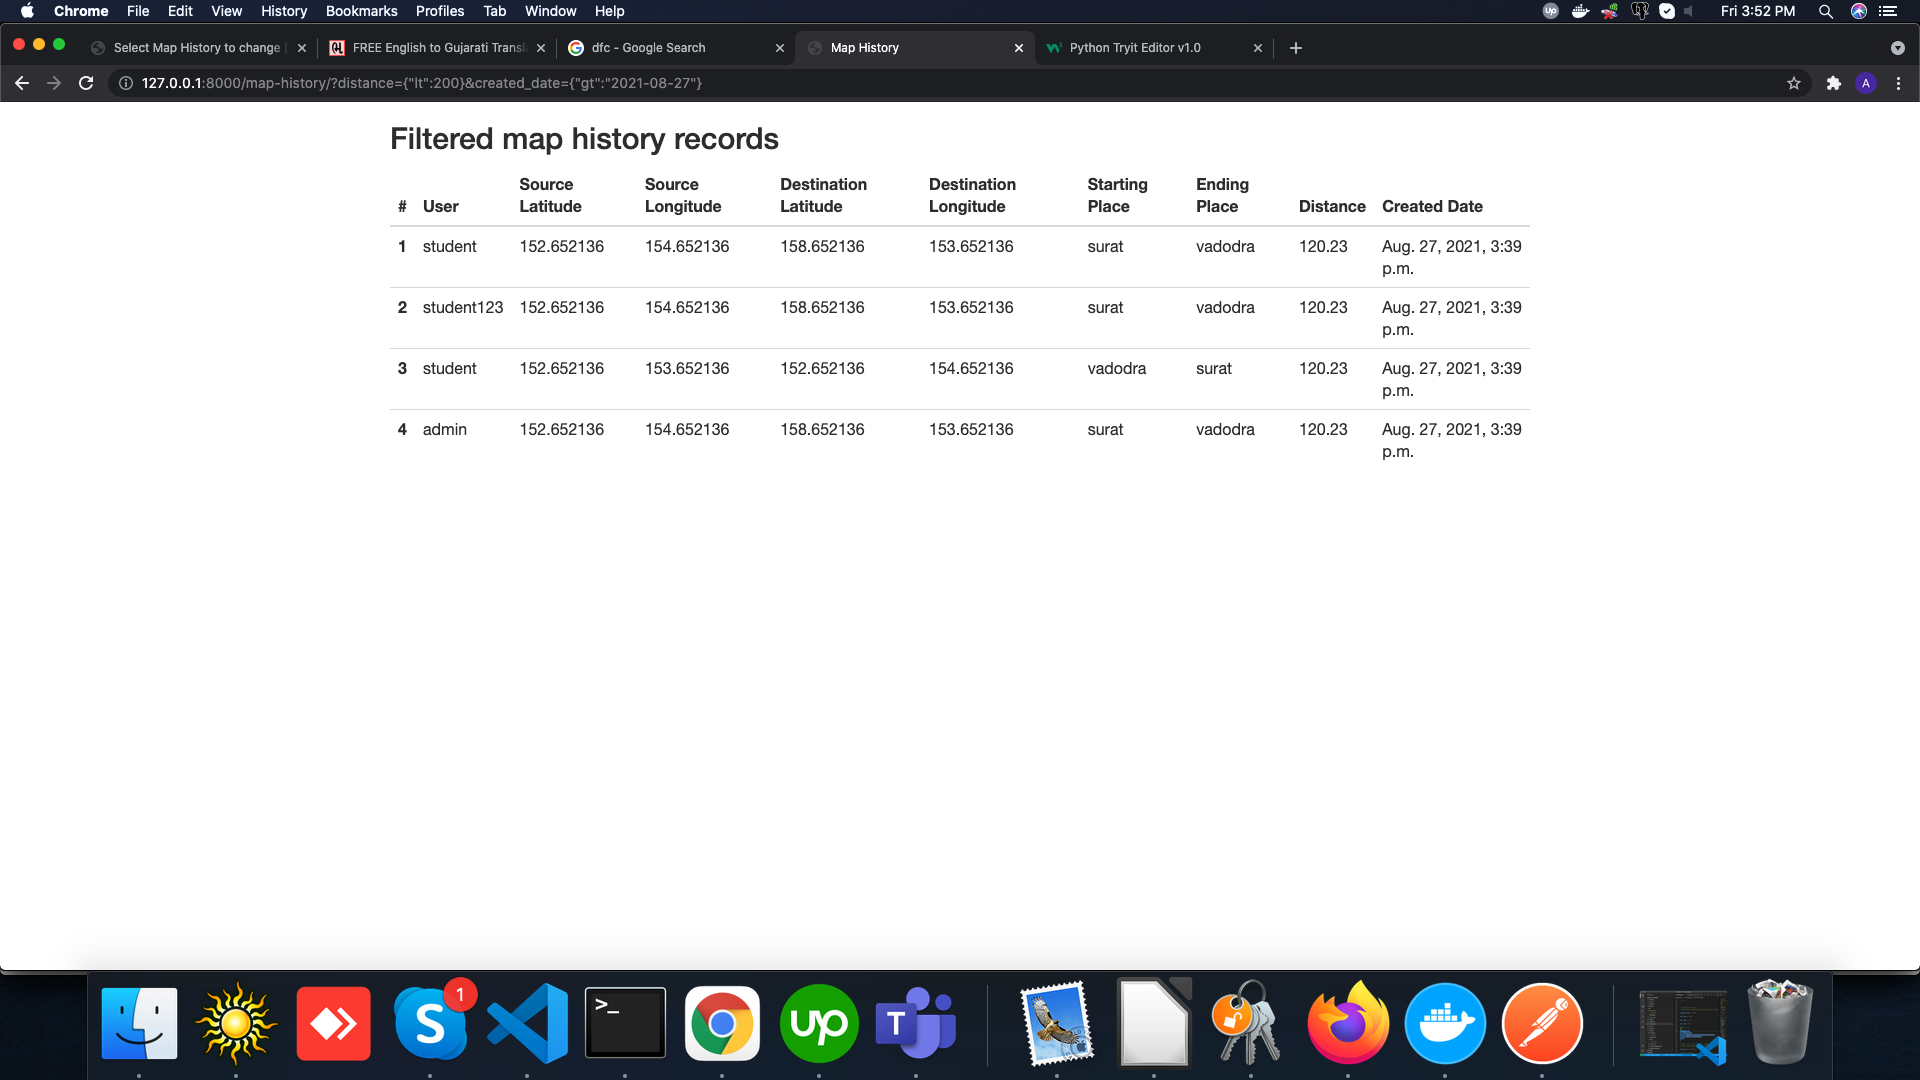 Chrome File Edit View History Bookmarks Profiles Tab Window Help Fri 3:52 PM
Select Map History to change FREE English to Gujarati Transl dfc - Google Search Map History Python Tryit Editor v1.0
127.0.0.1:8000/map-history/?distance={"lt":200}&created_date={"gt":"2021-08-27"} A
Filtered map history records
# User Source Latitude Source Longitude Destination Latitude Destination Longitude Starting Place Ending Place Distance Created Date
1 student 152.652136 154.652136 158.652136 153.652136 surat vadodra 120.23 Aug. 27, 2021, 3:39 p.m.
2 student123 152.652136 154.652136 158.652136 153.652136 surat vadodra 120.23 Aug. 27, 2021, 3:39 p.m.
3 student 152.652136 153.652136 152.652136 154.652136 vadodra surat 120.23 Aug. 27, 2021, 3:39 p.m.
4 admin 152.652136 154.652136 158.652136 153.652136 surat vadodra 120.23 Aug. 27, 2021, 3:39 p.m.
S 1 >_ up T